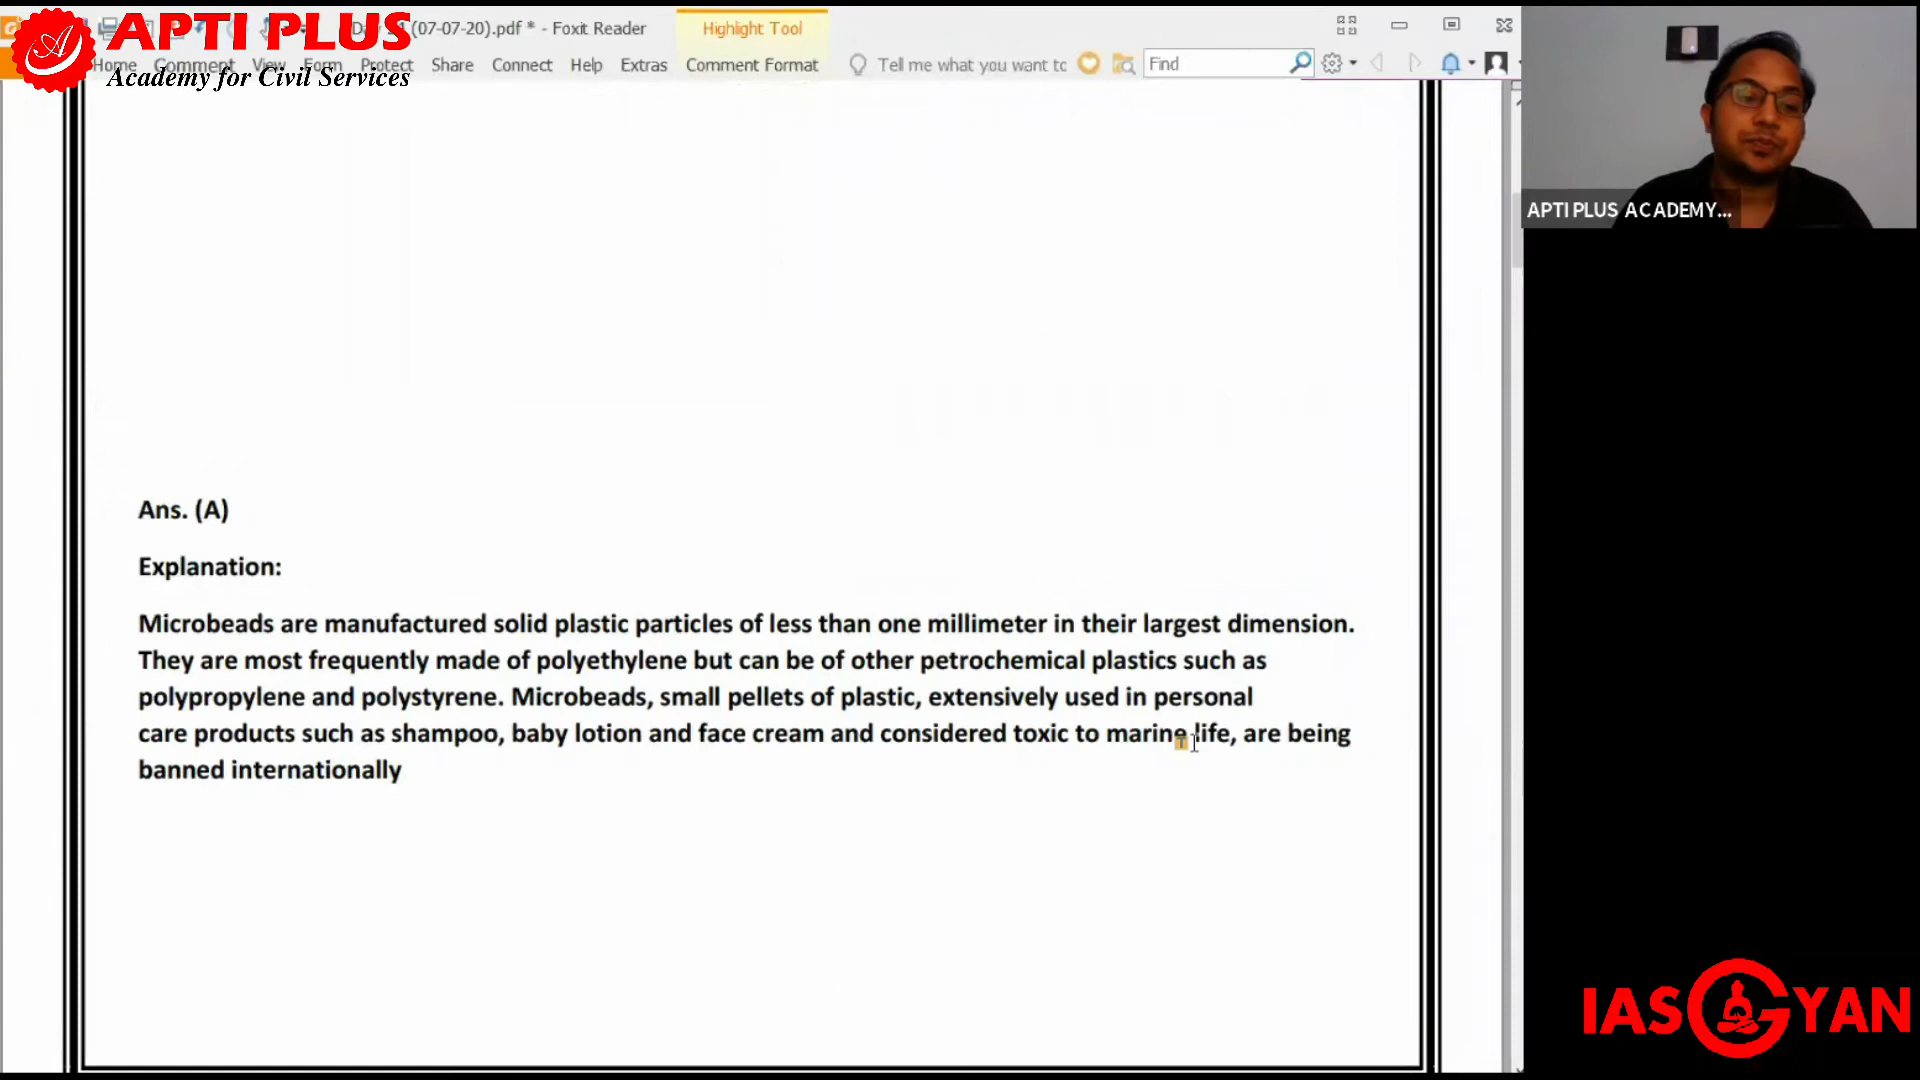 APTI PLUS
Academy for Civil Services
(07-07-20).pdf * - Foxit Reader
Highlight Tool
Home Comment View Form Protect Share Connect Help Extras Comment Format
Tell me what you want to
Find
APTI PLUS ACADEMY...
Ans. (A)
Explanation:
Microbeads are manufactured solid plastic particles of less than one millimeter in their largest dimension.
They are most frequently made of polyethylene but can be of other petrochemical plastics such as
polypropylene and polystyrene. Microbeads, small pellets of plastic, extensively used in personal
care products such as shampoo, baby lotion and face cream and considered toxic to marine life, are being
banned internationally
IAS GYAN